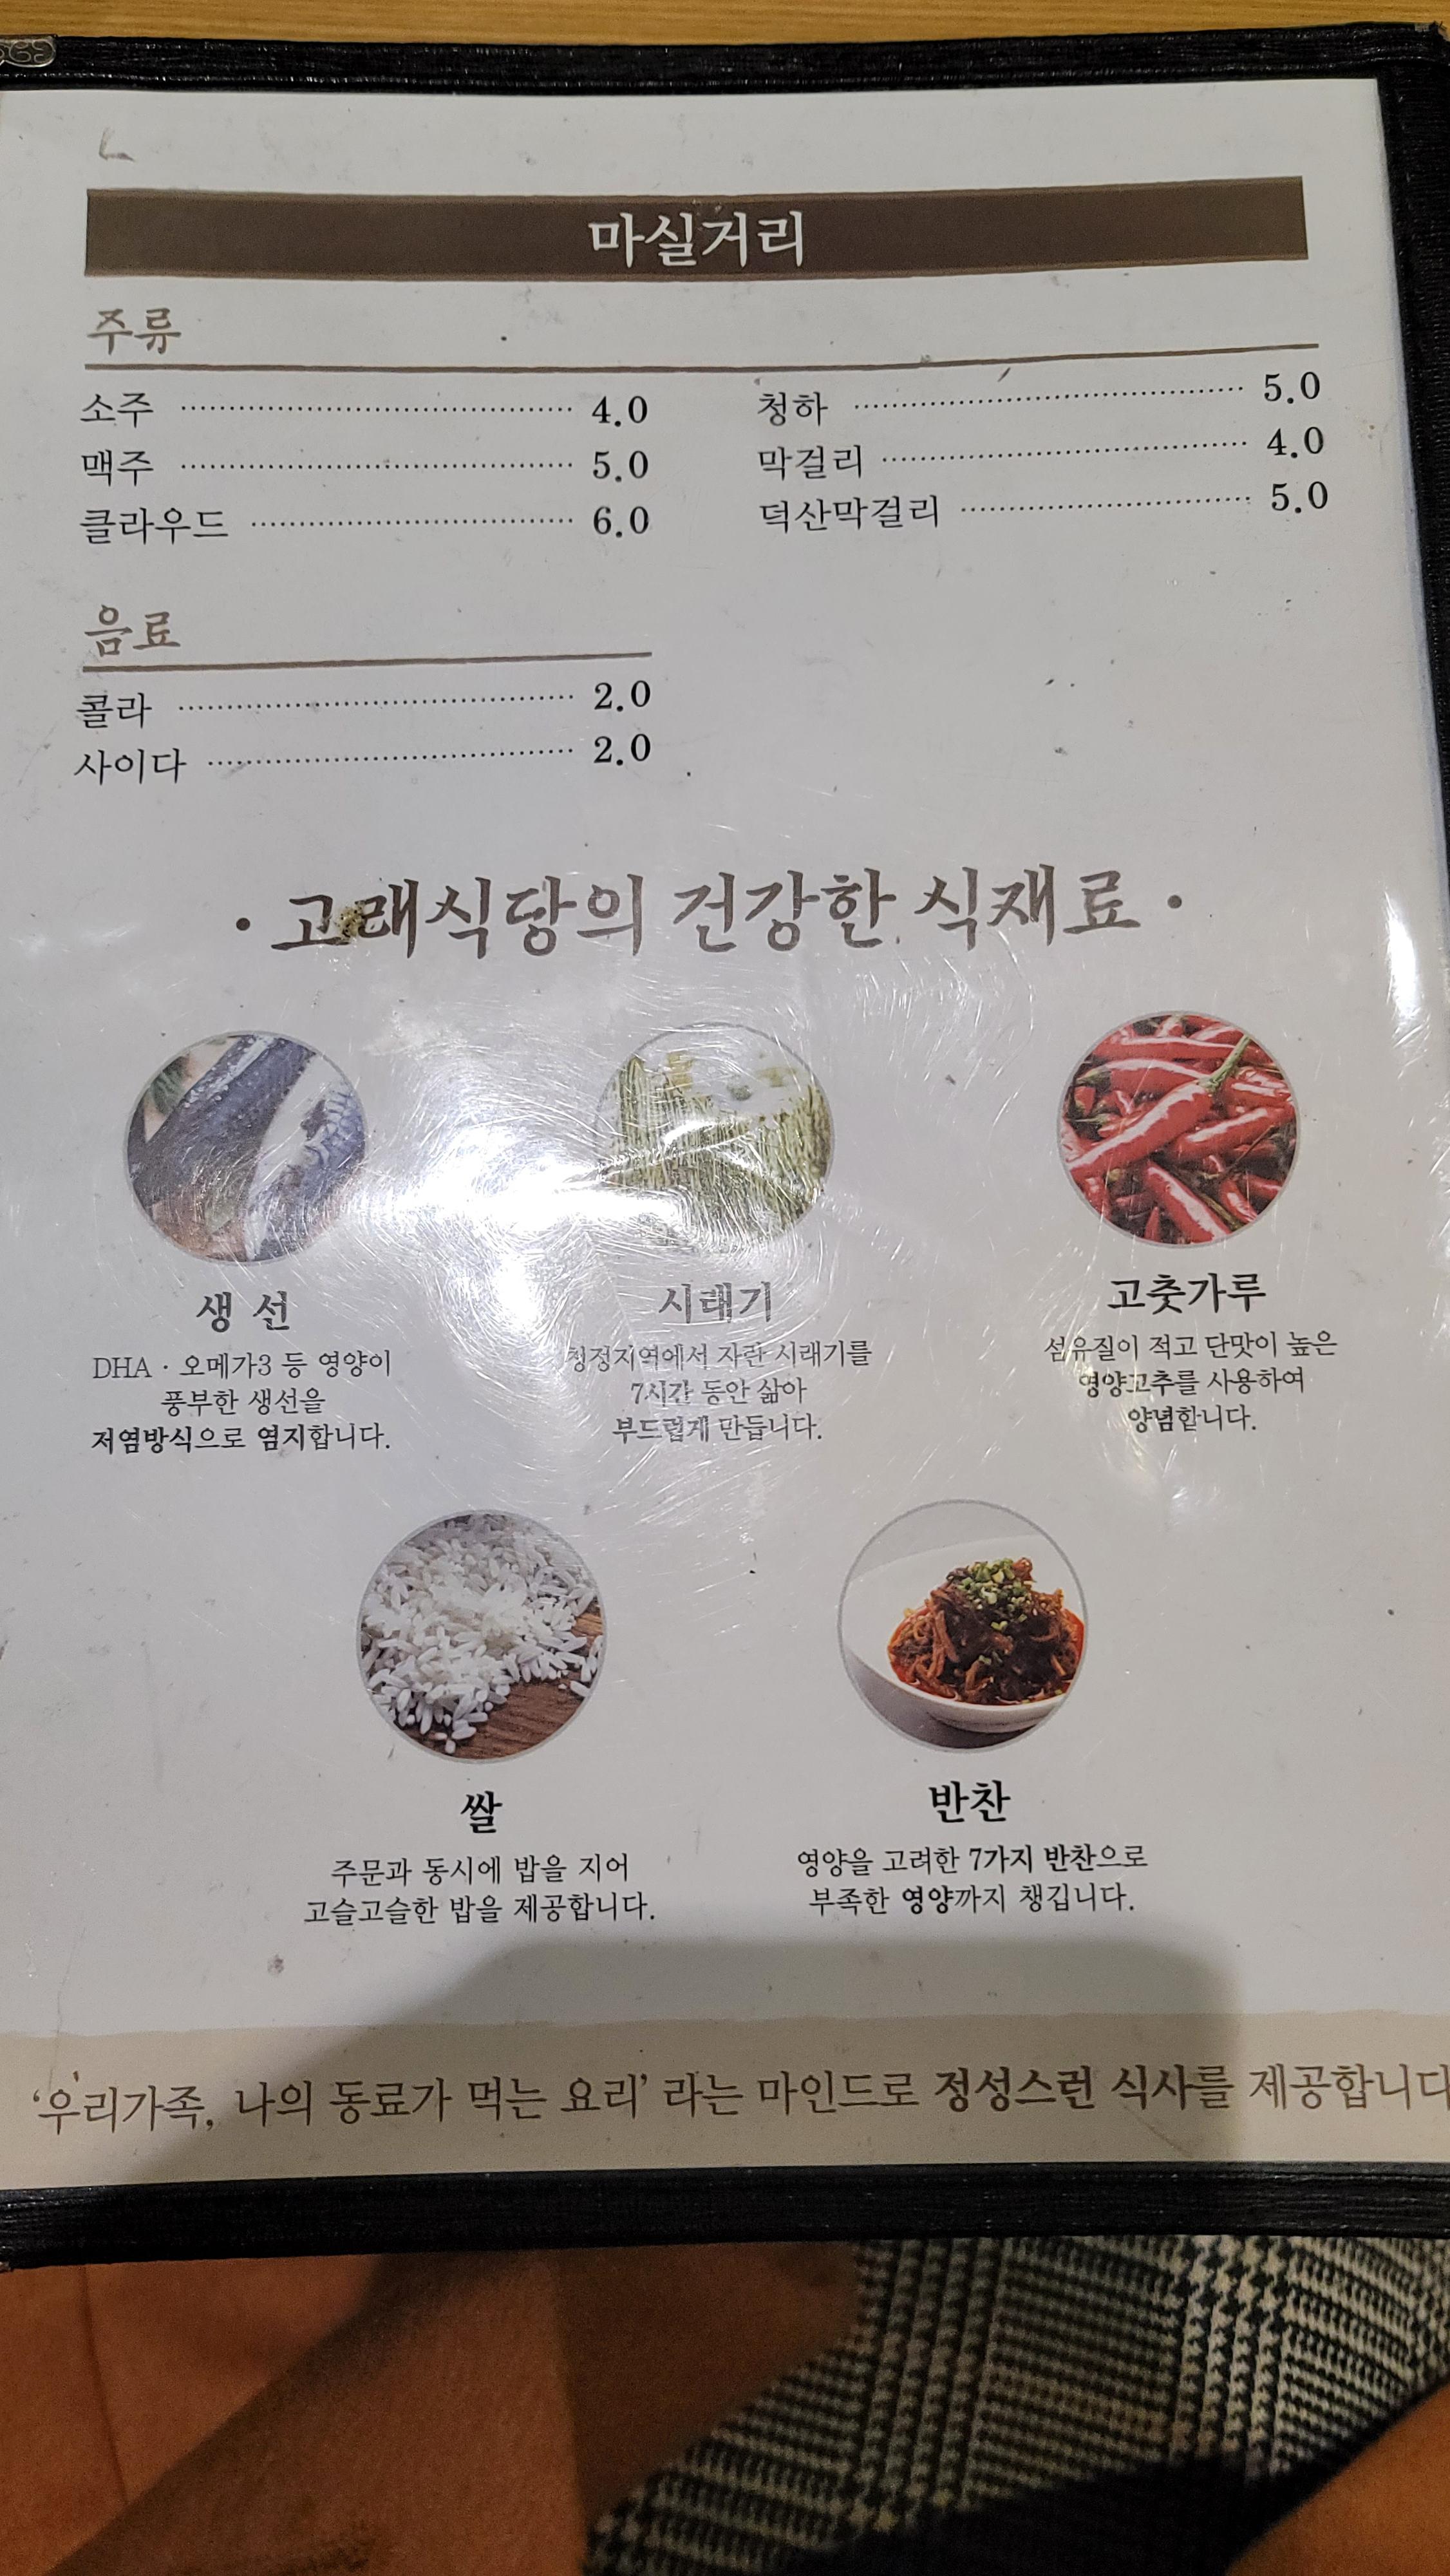 마실거리
주류
소주 4.0
맥주 5.0
클라우드 6.0
청하 5.0
막걸리 4.0
덕산막걸리 5.0
음료
콜라 2.0
사이다 2.0
· 고래식당의 건강한 식재료 ·
생 선
DHA · 오메가3 등 영양이
풍부한 생선을
저염방식으로 염지합니다.
시래기
청정지역에서 자란 시래기를
7시간 동안 삶아
부드럽게 만듭니다.
고춧가루
섬유질이 적고 단맛이 높은
영양고추를 사용하여
양념합니다.
쌀
주문과 동시에 밥을 지어
고슬고슬한 밥을 제공합니다.
반찬
영양을 고려한 7가지 반찬으로
부족한 영양까지 챙깁니다.
'우리가족, 나의 동료가 먹는 요리' 라는 마인드로 정성스런 식사를 제공합니다